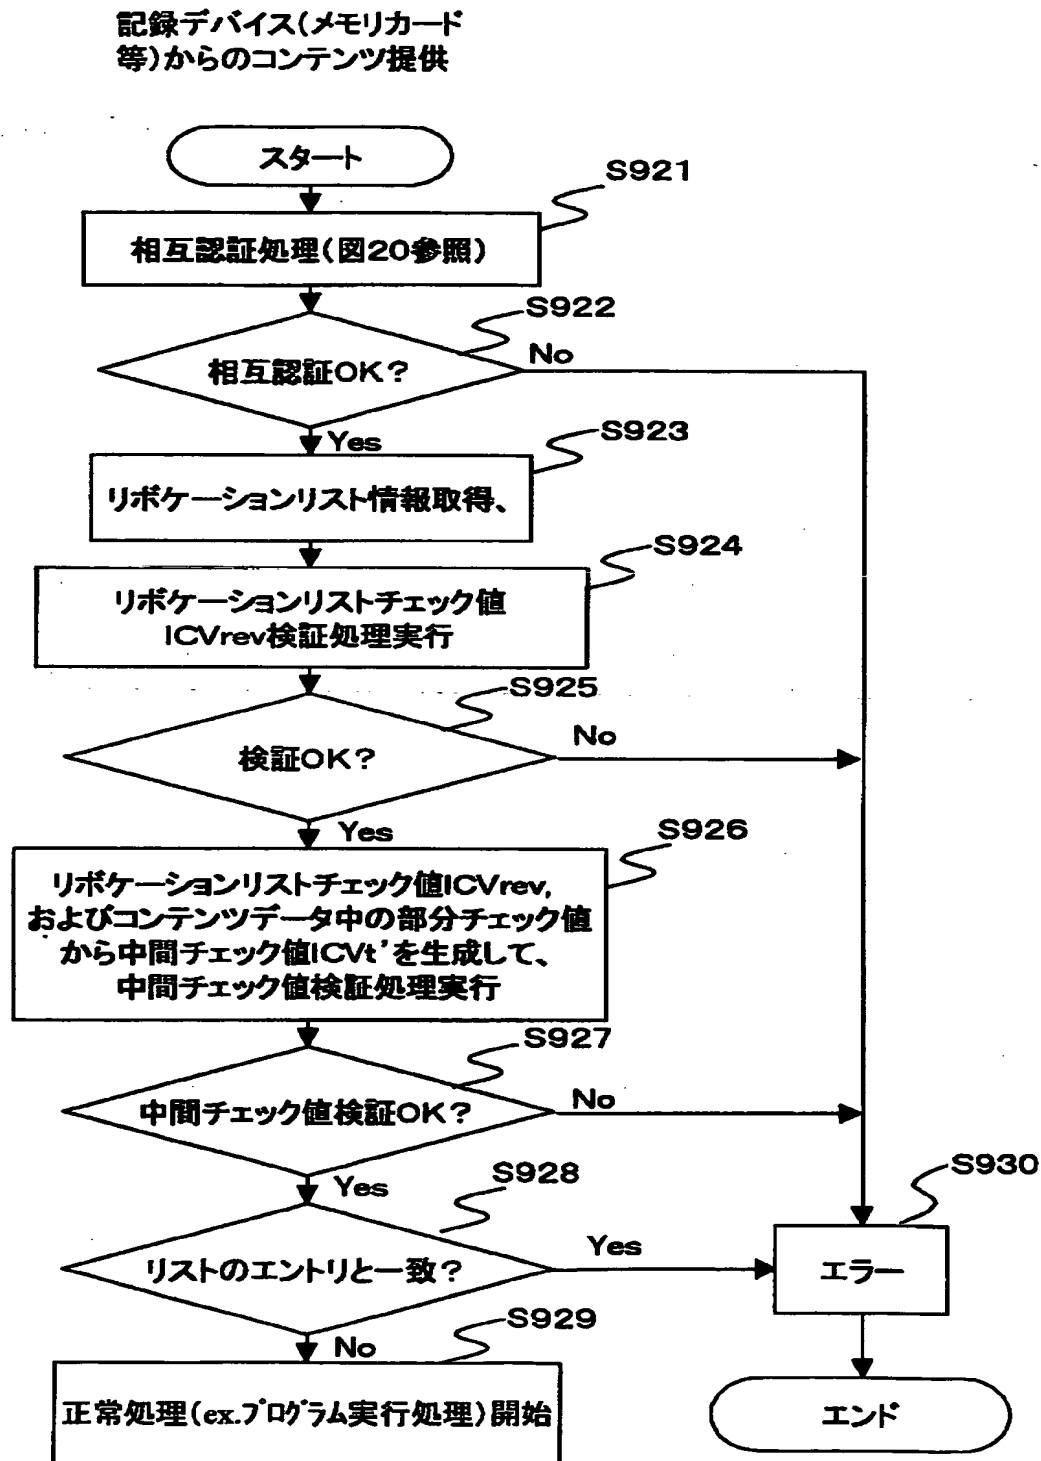 記録デバイス(メモリカード
等)からのコンテンツ提供
スタート
S921
相互認証処理(図20参照)
S922
相互認証OK?
No
Yes
S923
リボケーションリスト情報取得、
S924
リボケーションリストチェック値
ICVrev検証処理実行
S925
検証OK?
No
Yes
S926
リボケーションリストチェック値ICVrev,
およびコンテンツデータ中の部分チェック値
から中間チェック値ICVt'を生成して、
中間チェック値検証処理実行
S927
中間チェック値検証OK?
No
Yes
S928
リストのエントリと一致?
Yes
S930
エラー
No
S929
正常処理(ex.プログラム実行処理)開始
エンド